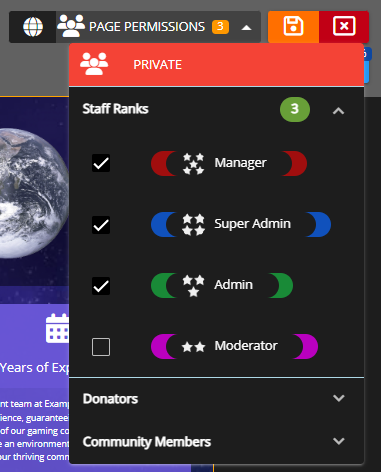 PAGE PERMISSIONS 3
PRIVATE
Staff Ranks 3
Manager
Super Admin
Admin
Moderator
Donators
Community Members
Years of Exp
nt team at Examp
ience, guarantee
of our gaming co
e an environment
ur thriving comm